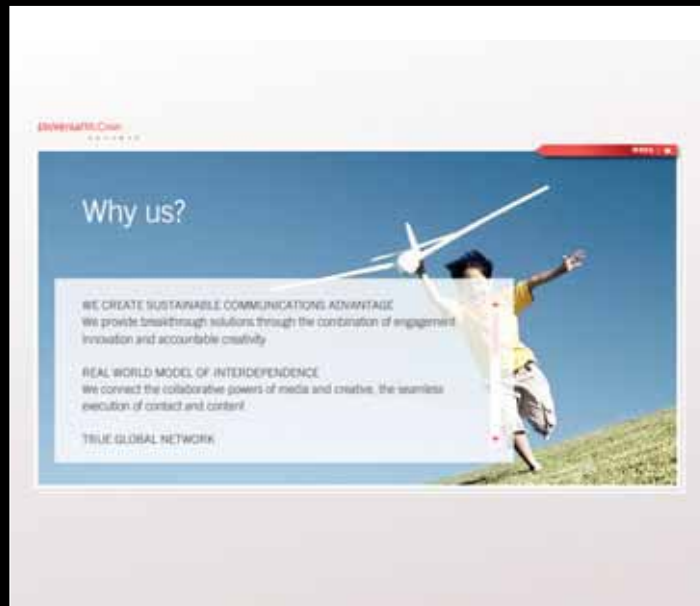 UniversalMcCann
Why us?
WE CREATE SUSTAINABLE COMMUNICATIONS ADVANTAGE
We provide breakthrough solutions through the combination of engagement
innovation and accountable creativity
REAL WORLD MODEL OF INTERDEPENDENCE
We connect the collaborative powers of media and creative, the seamless
execution of contact and content
TRUE GLOBAL NETWORK